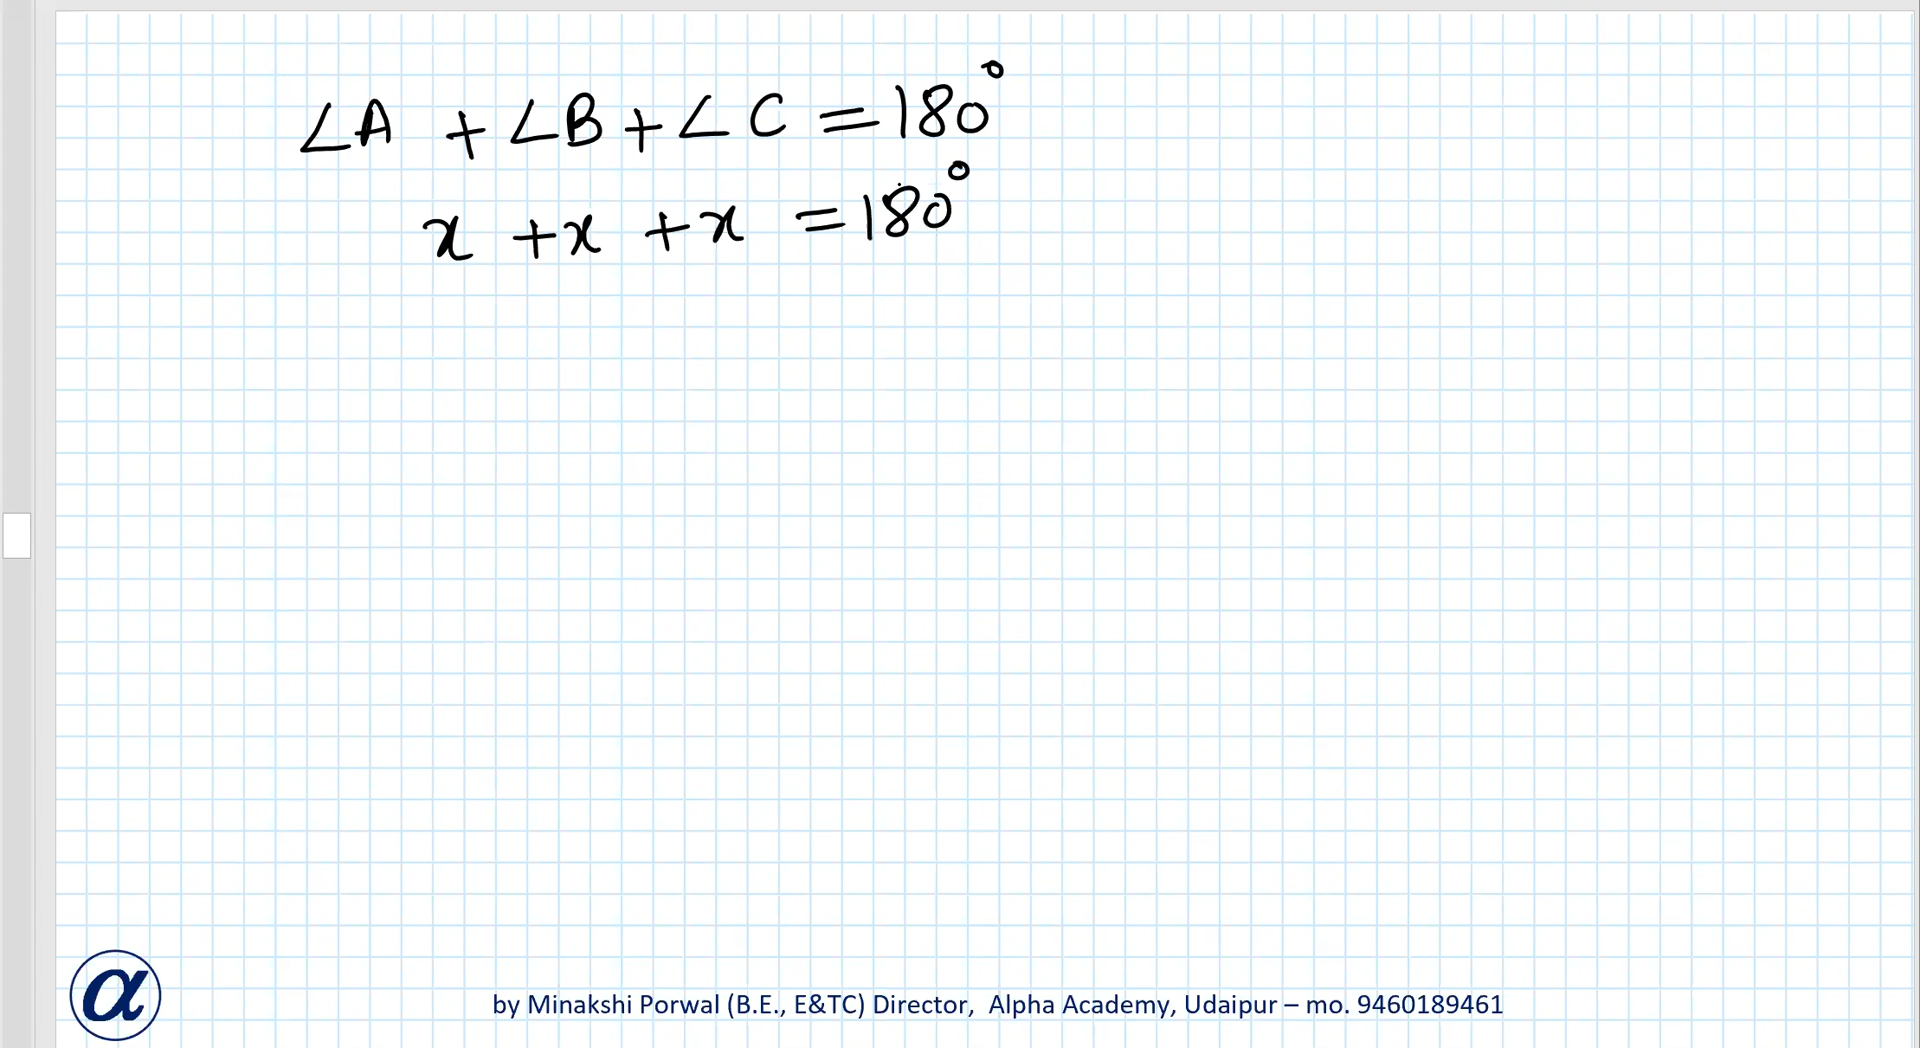 ∠A + ∠B + ∠C = 180°
x + x + x = 180°
α
by Minakshi Porwal (B.E., E&TC) Director, Alpha Academy, Udaipur – mo. 9460189461